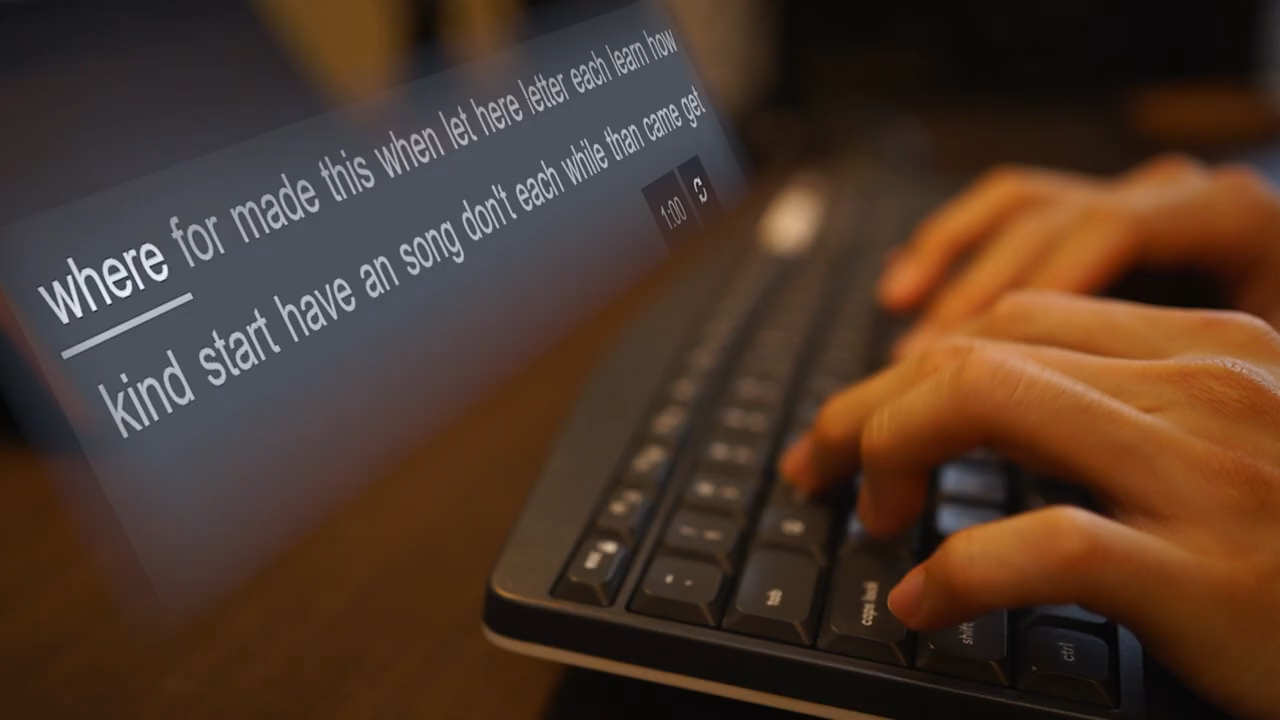 where for made this when let here letter each learn how
kind start have an song don't each while than came get
1:00
esc
tab
caps lock
shift
ctrl